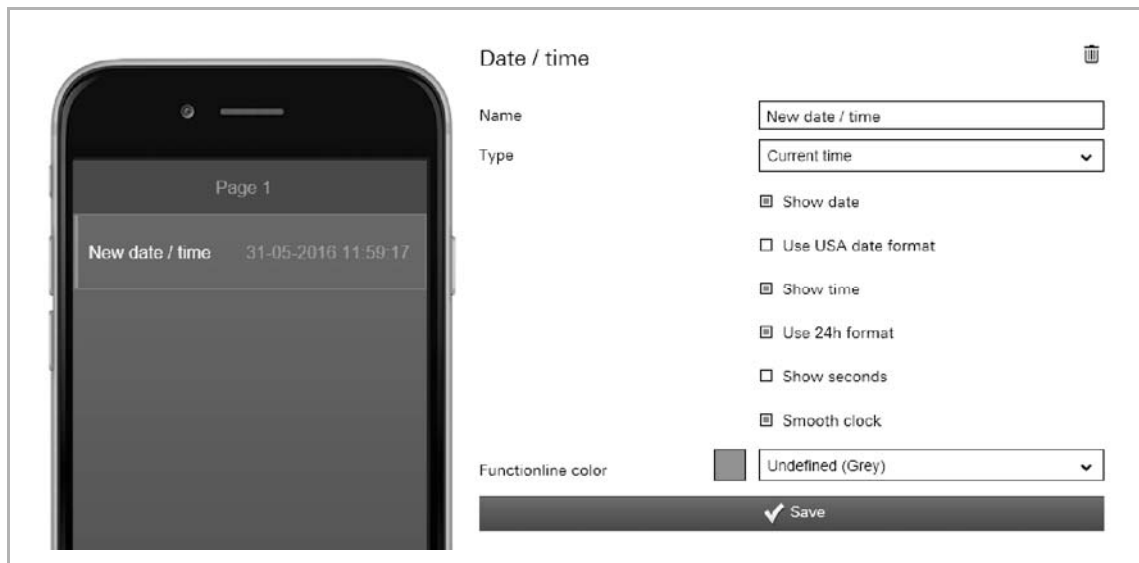 Page 1
New date / time 31-05-2016 11:59:17
Date / time
Name New date / time
Type Current time
Show date
Use USA date format
Show time
Use 24h format
Show seconds
Smooth clock
Functionline color Undefined (Grey)
Save